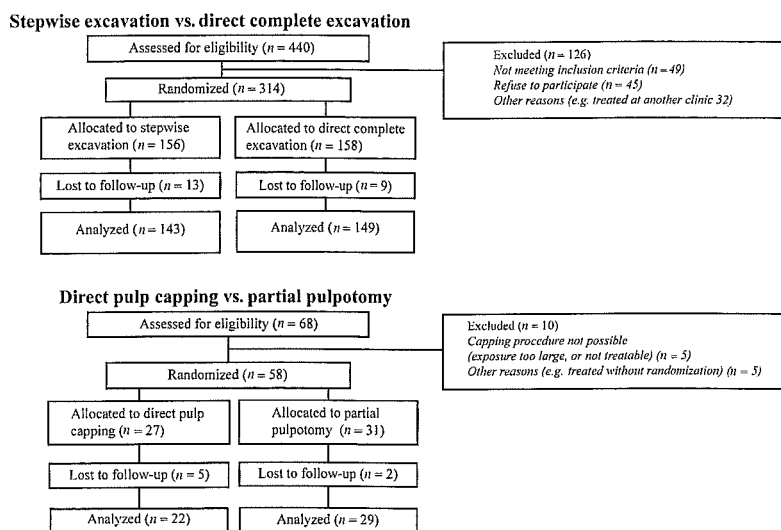 Stepwise excavation vs. direct complete excavation
Assessed for eligibility (n = 440)
Excluded (n = 126)
Not meeting inclusion criteria (n = 49)
Refuse to participate (n = 45)
Other reasons (e.g. treated at another clinic 32)
Randomized (n = 314)
Allocated to stepwise
excavation (n = 156)
Allocated to direct complete
excavation (n = 158)
Lost to follow-up (n = 13)
Lost to follow-up (n = 9)
Analyzed (n = 143)
Analyzed (n = 149)
Direct pulp capping vs. partial pulpotomy
Assessed for eligibility (n = 68)
Excluded (n = 10)
Capping procedure not possible
(exposure too large, or not treatable) (n = 5)
Other reasons (e.g. treated without randomization) (n = 5)
Randomized (n = 58)
Allocated to direct pulp
capping (n = 27)
Allocated to partial
pulpotomy (n = 31)
Lost to follow-up (n = 5)
Lost to follow-up (n = 2)
Analyzed (n = 22)
Analyzed (n = 29)